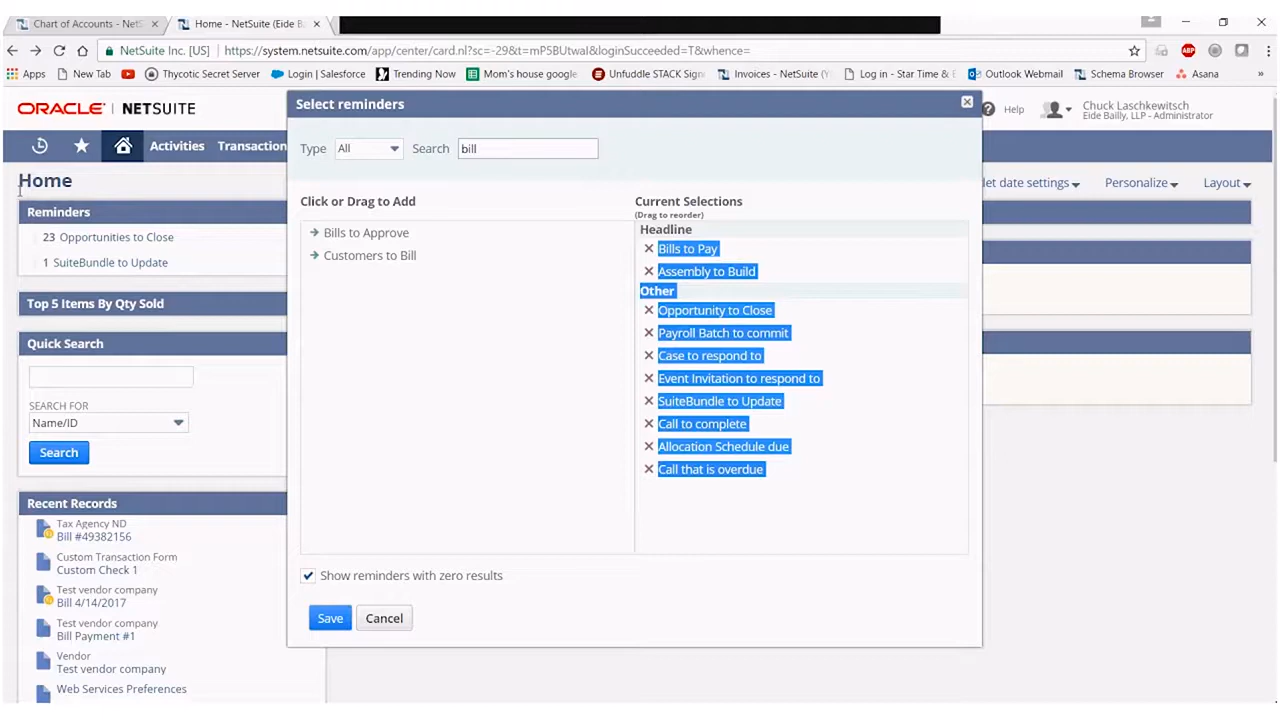 Chart of Accounts - NetS
Home - NetSuite (Eide Ba
NetSuite Inc. [US]
https://system.netsuite.com/app/center/card.nl?sc=-29&t=mP5BUtwaI&loginSucceeded=T&whence=
Apps
New Tab
Thycotic Secret Server
Login | Salesforce
Trending Now
Mom's house google
Unfuddle STACK Sign
Invoices - NetSuite (Y
Log in - Star Time & E
Outlook Webmail
Schema Browser
Asana
»
ORACLE | NETSUITE
Help
Chuck Laschkewitsch
Eide Bailly, LLP - Administrator
Activities
Transaction
Home
let date settings
Personalize
Layout
Reminders
23 Opportunities to Close
1 SuiteBundle to Update
Top 5 Items By Qty Sold
Quick Search
SEARCH FOR
Name/ID
Search
Recent Records
Tax Agency ND
Bill #49382156
Custom Transaction Form
Custom Check 1
Test vendor company
Bill 4/14/2017
Test vendor company
Bill Payment #1
Vendor
Test vendor company
Web Services Preferences
Select reminders
Type
All
Search
bill
Click or Drag to Add
Bills to Approve
Customers to Bill
Current Selections
(Drag to reorder)
Headline
Bills to Pay
Assembly to Build
Other
Opportunity to Close
Payroll Batch to commit
Case to respond to
Event Invitation to respond to
SuiteBundle to Update
Call to complete
Allocation Schedule due
Call that is overdue
Show reminders with zero results
Save
Cancel
ABP